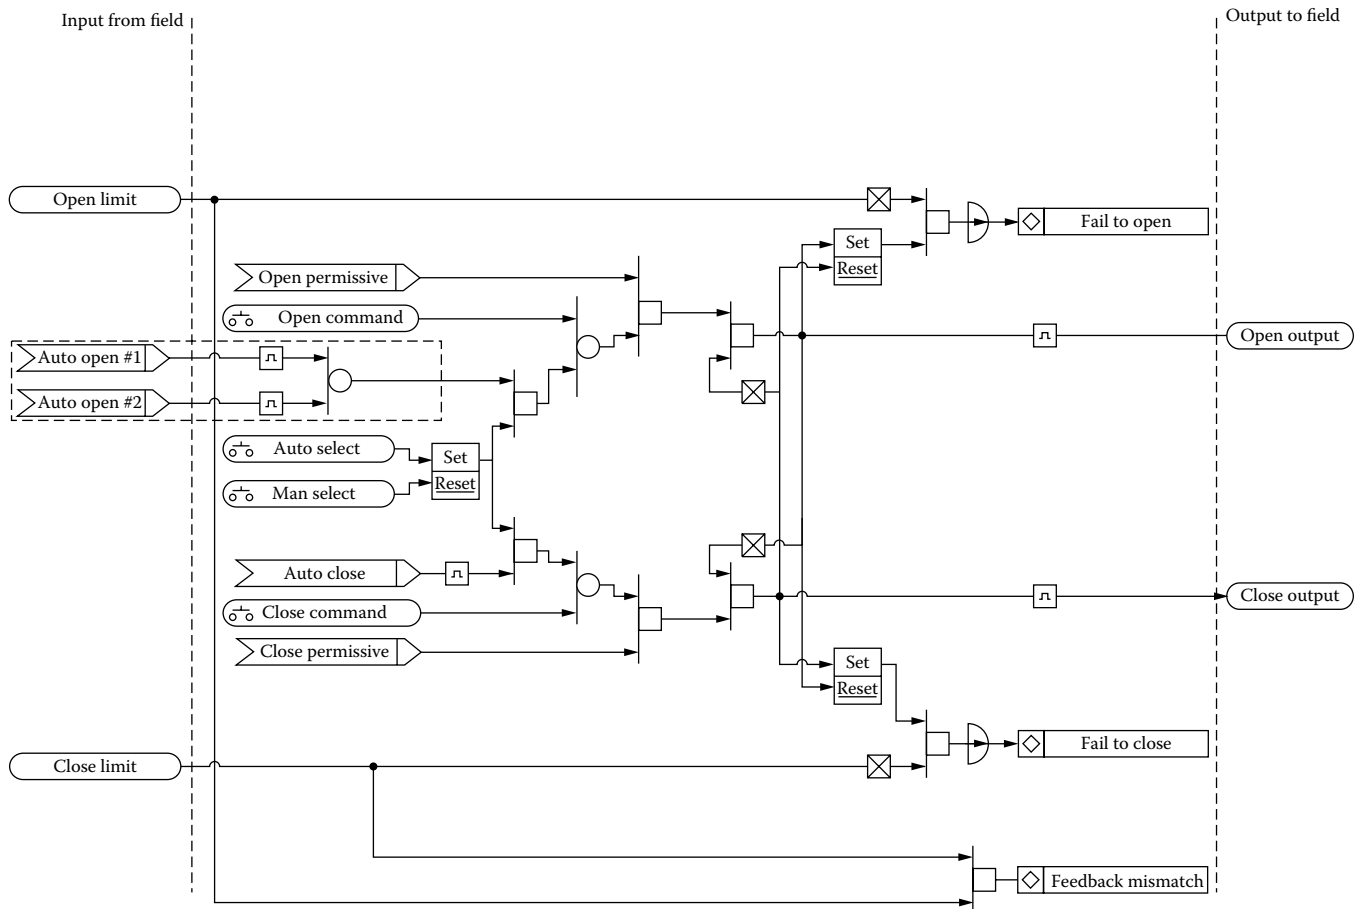 Input from field
Output to field
Open limit
Fail to open
Set
Reset
Open permissive
Open command
Open output
Auto open #1
Auto open #2
Auto select
Set
Man select
Reset
Auto close
Close command
Close output
Close permissive
Set
Reset
Fail to close
Close limit
Feedback mismatch